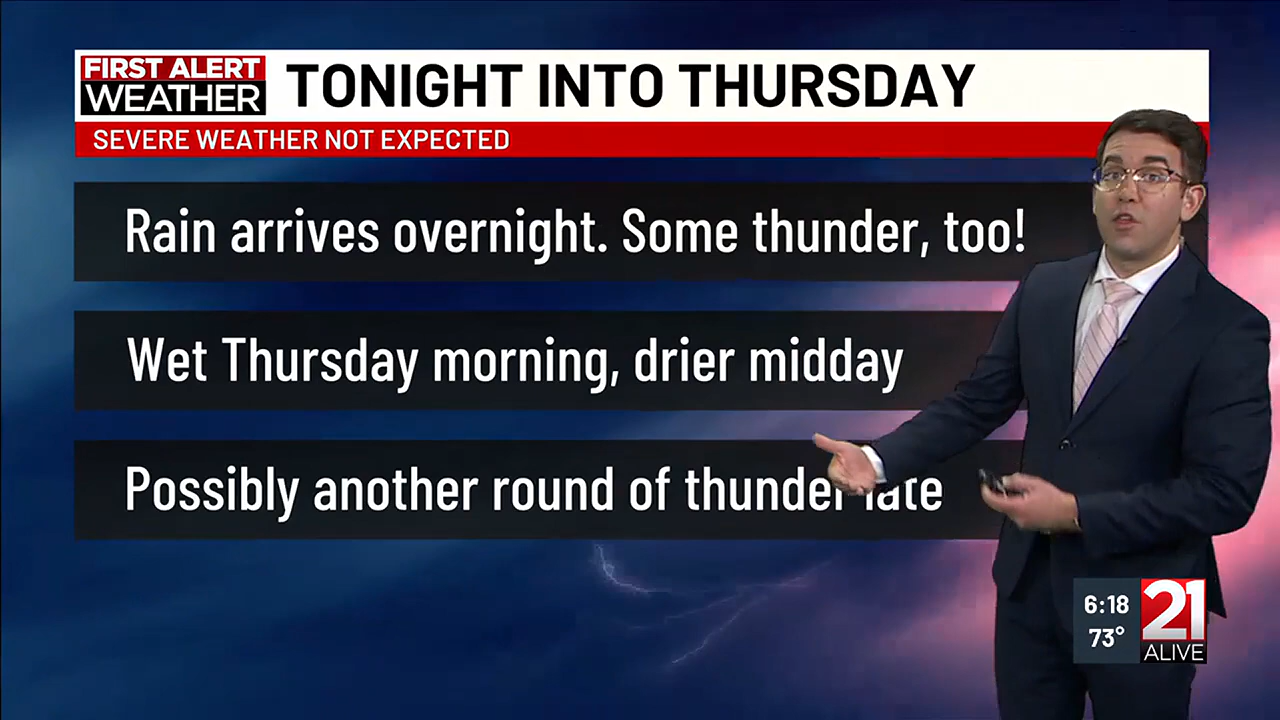 FIRST ALERT
WEATHER
TONIGHT INTO THURSDAY
SEVERE WEATHER NOT EXPECTED
Rain arrives overnight. Some thunder, too!
Wet Thursday morning, drier midday
Possibly another round of thunder late
6:18
73°
21
ALIVE